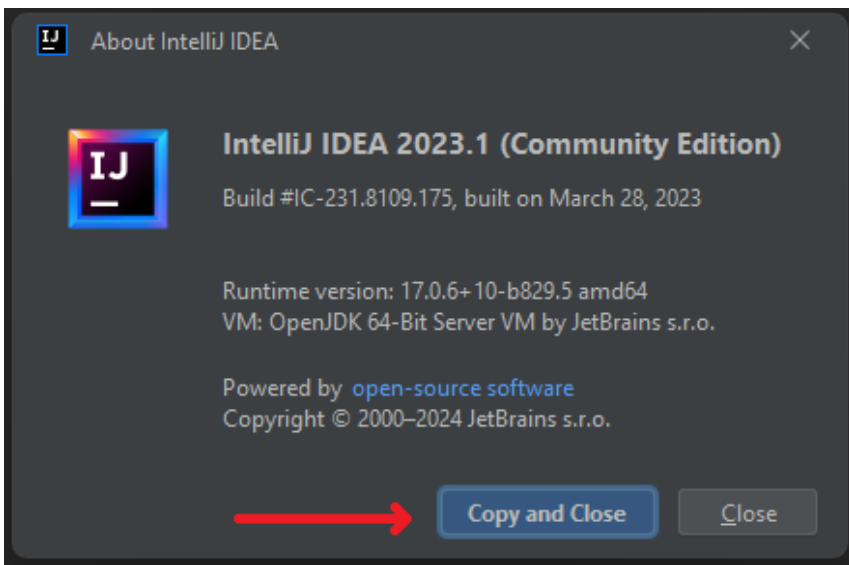 IJ
About IntelliJ IDEA
IJ
IntelliJ IDEA 2023.1 (Community Edition)
Build #IC-231.8109.175, built on March 28, 2023
Runtime version: 17.0.6+10-b829.5 amd64
VM: OpenJDK 64-Bit Server VM by JetBrains s.r.o.
Powered by open-source software
Copyright © 2000–2024 JetBrains s.r.o.
Copy and Close
Close